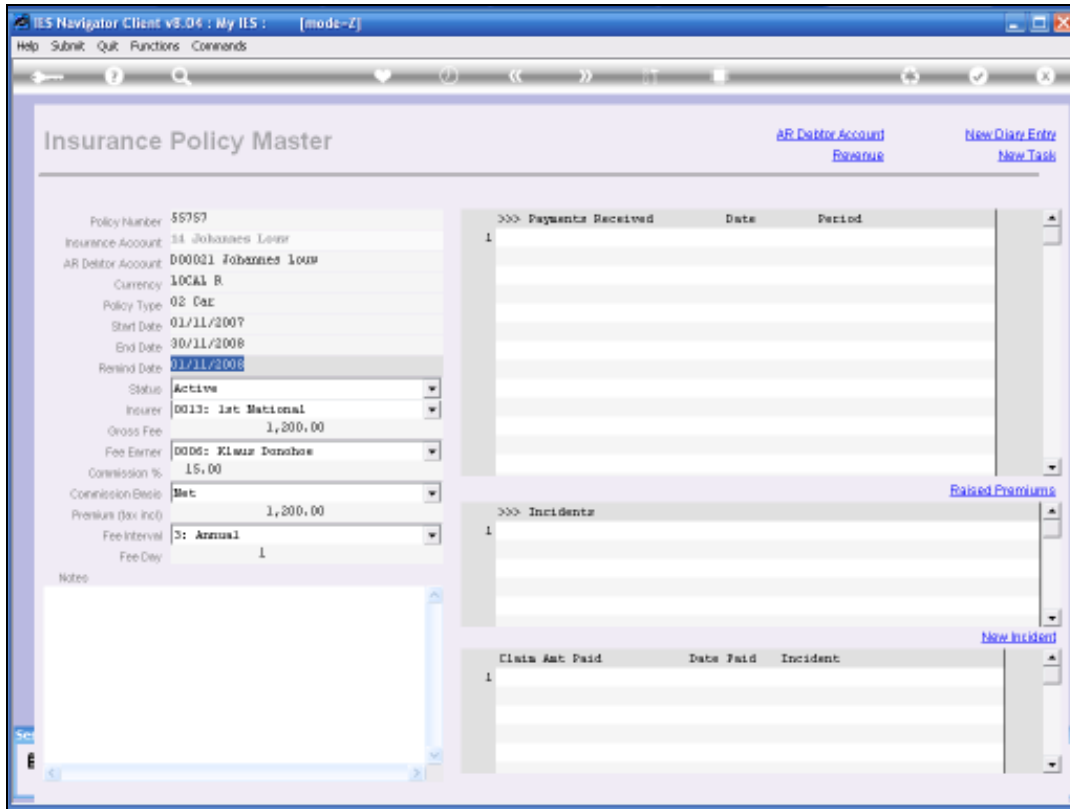 IES Navigator Client v8.04 : My IES : [mode=Z]
Help Submit Quit Functions Commands
Insurance Policy Master
AR Debtor Account
New Diary Entry
Revenue
New Task
Policy Number 55757
Insurance Account 14 Johannes Louw
AR Debtor Account D00021 Johannes louw
Currency LOCAL R
Policy Type 02 Car
Start Date 01/11/2007
End Date 30/11/2008
Remind Date 01/11/2008
Status Active
Insurer 0013: 1st National
Gross Fee 1,200.00
Fee Earner 0006: Klaus Donohoe
Commission % 15.00
Commission Basis Net
Premium (tax incl) 1,200.00
Fee Interval 3: Annual
Fee Day 1
Notes
>>> Payments Received Date Period
1
Raised Premiums
>>> Incidents
1
New Incident
Claim Amt Paid Date Paid Incident
1